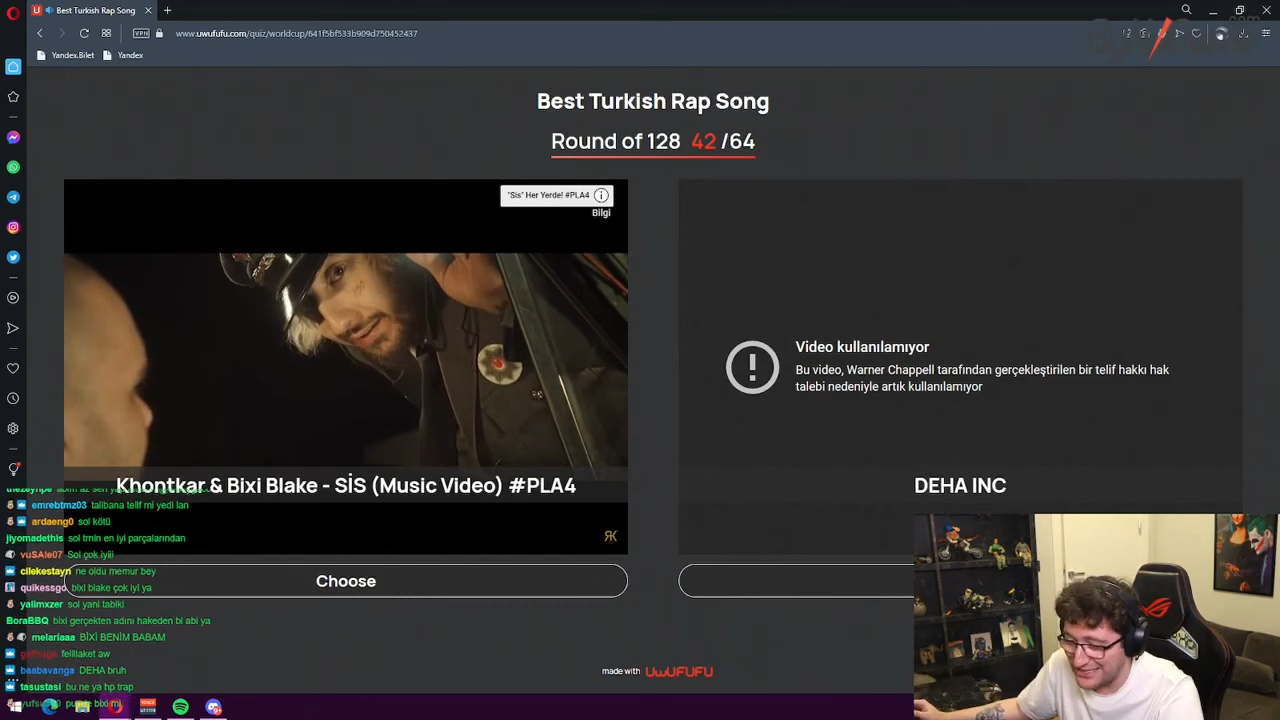 Best Turkish Rap Song
VPN
www.uwufufu.com/quiz/worldcup/641f5bf533b909d750452437
Yandex.Bilet
Yandex
Best Turkish Rap Song
Round of 128 42 /64
"Sis" Her Yerde! #PLA4
Bilgi
Video kullanılamıyor
Bu video, Warner Chappell tarafından gerçekleştirilen bir telif hakkı hak
talebi nedeniyle artık kullanılamıyor
Khontkar & Bixi Blake - SİS (Music Video) #PLA4
DEHA INC
emrebtmz03 talibana telif mi yedi lan
ardaeng0 sol kötü
jiyomadethis sol tmin en iyi parçalarından
vuSAle07 Sol çok iyiii
cilekestayn ne oldu memur bey
Choose
quikessgo bixi blake çok iyi ya
yalimxzer sol yani tabiki
BoraBBQ bixi gerçekten adını hakeden bi abi ya
melariaaa BİXİ BENİM BABAM
baabavanga DEHA bruh
tasustasi bu ne ya hp trap
made with UWUFUFU